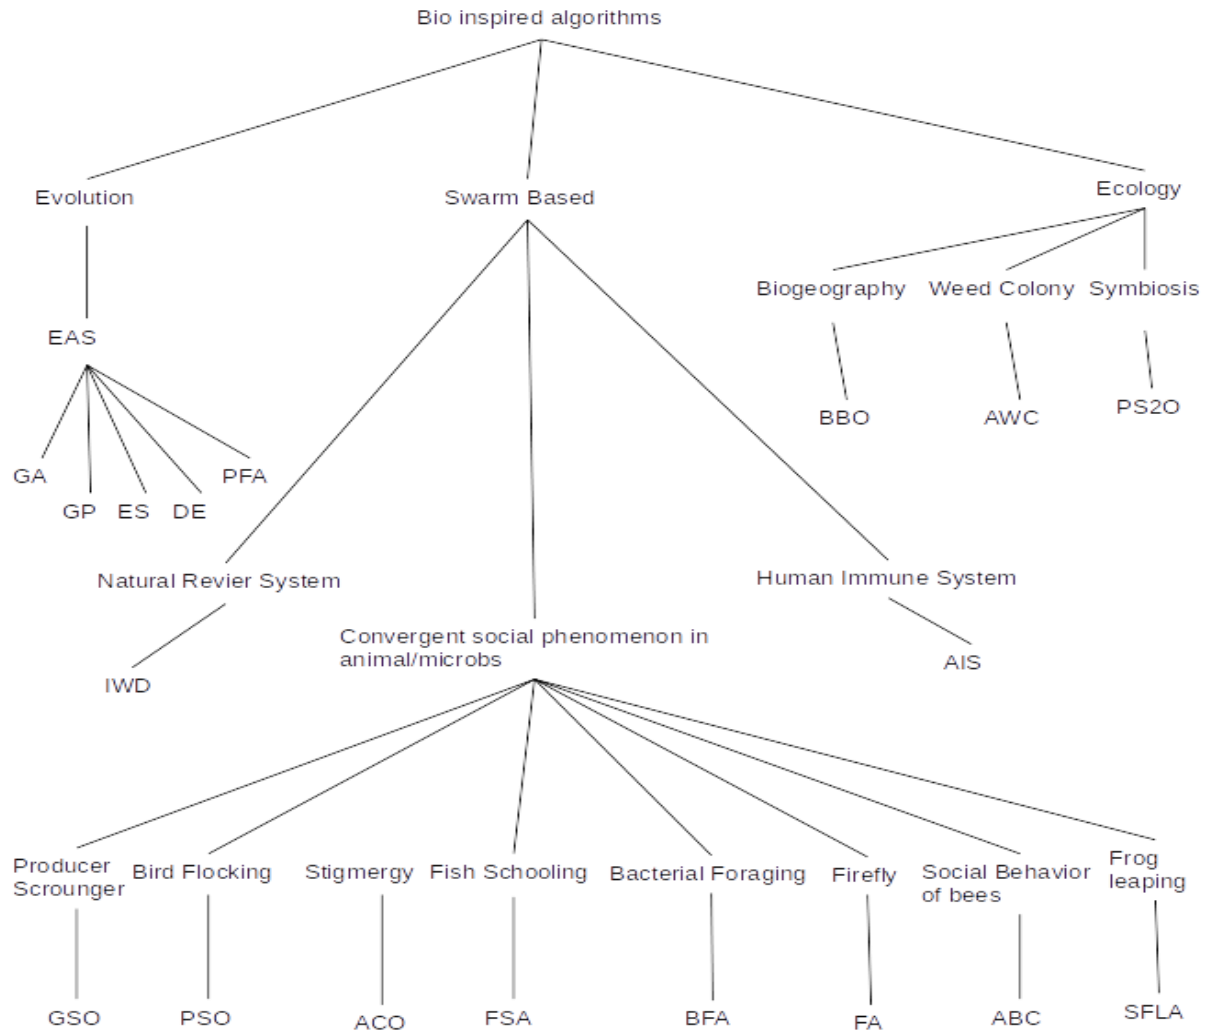 Bio inspired algorithms
Evolution
Swarm Based
Ecology
Biogeography
Weed Colony
Symbiosis
EAS
BBO
AWC
PS2O
GA
PFA
GP
ES
DE
Natural Revier System
Human Immune System
Convergent social phenomenon in
animal/microbs
IWD
AIS
Producer
Scrounger
Bird Flocking
Stigmergy
Fish Schooling
Bacterial Foraging
Firefly
Social Behavior
of bees
Frog
leaping
GSO
PSO
ACO
FSA
BFA
FA
ABC
SFLA